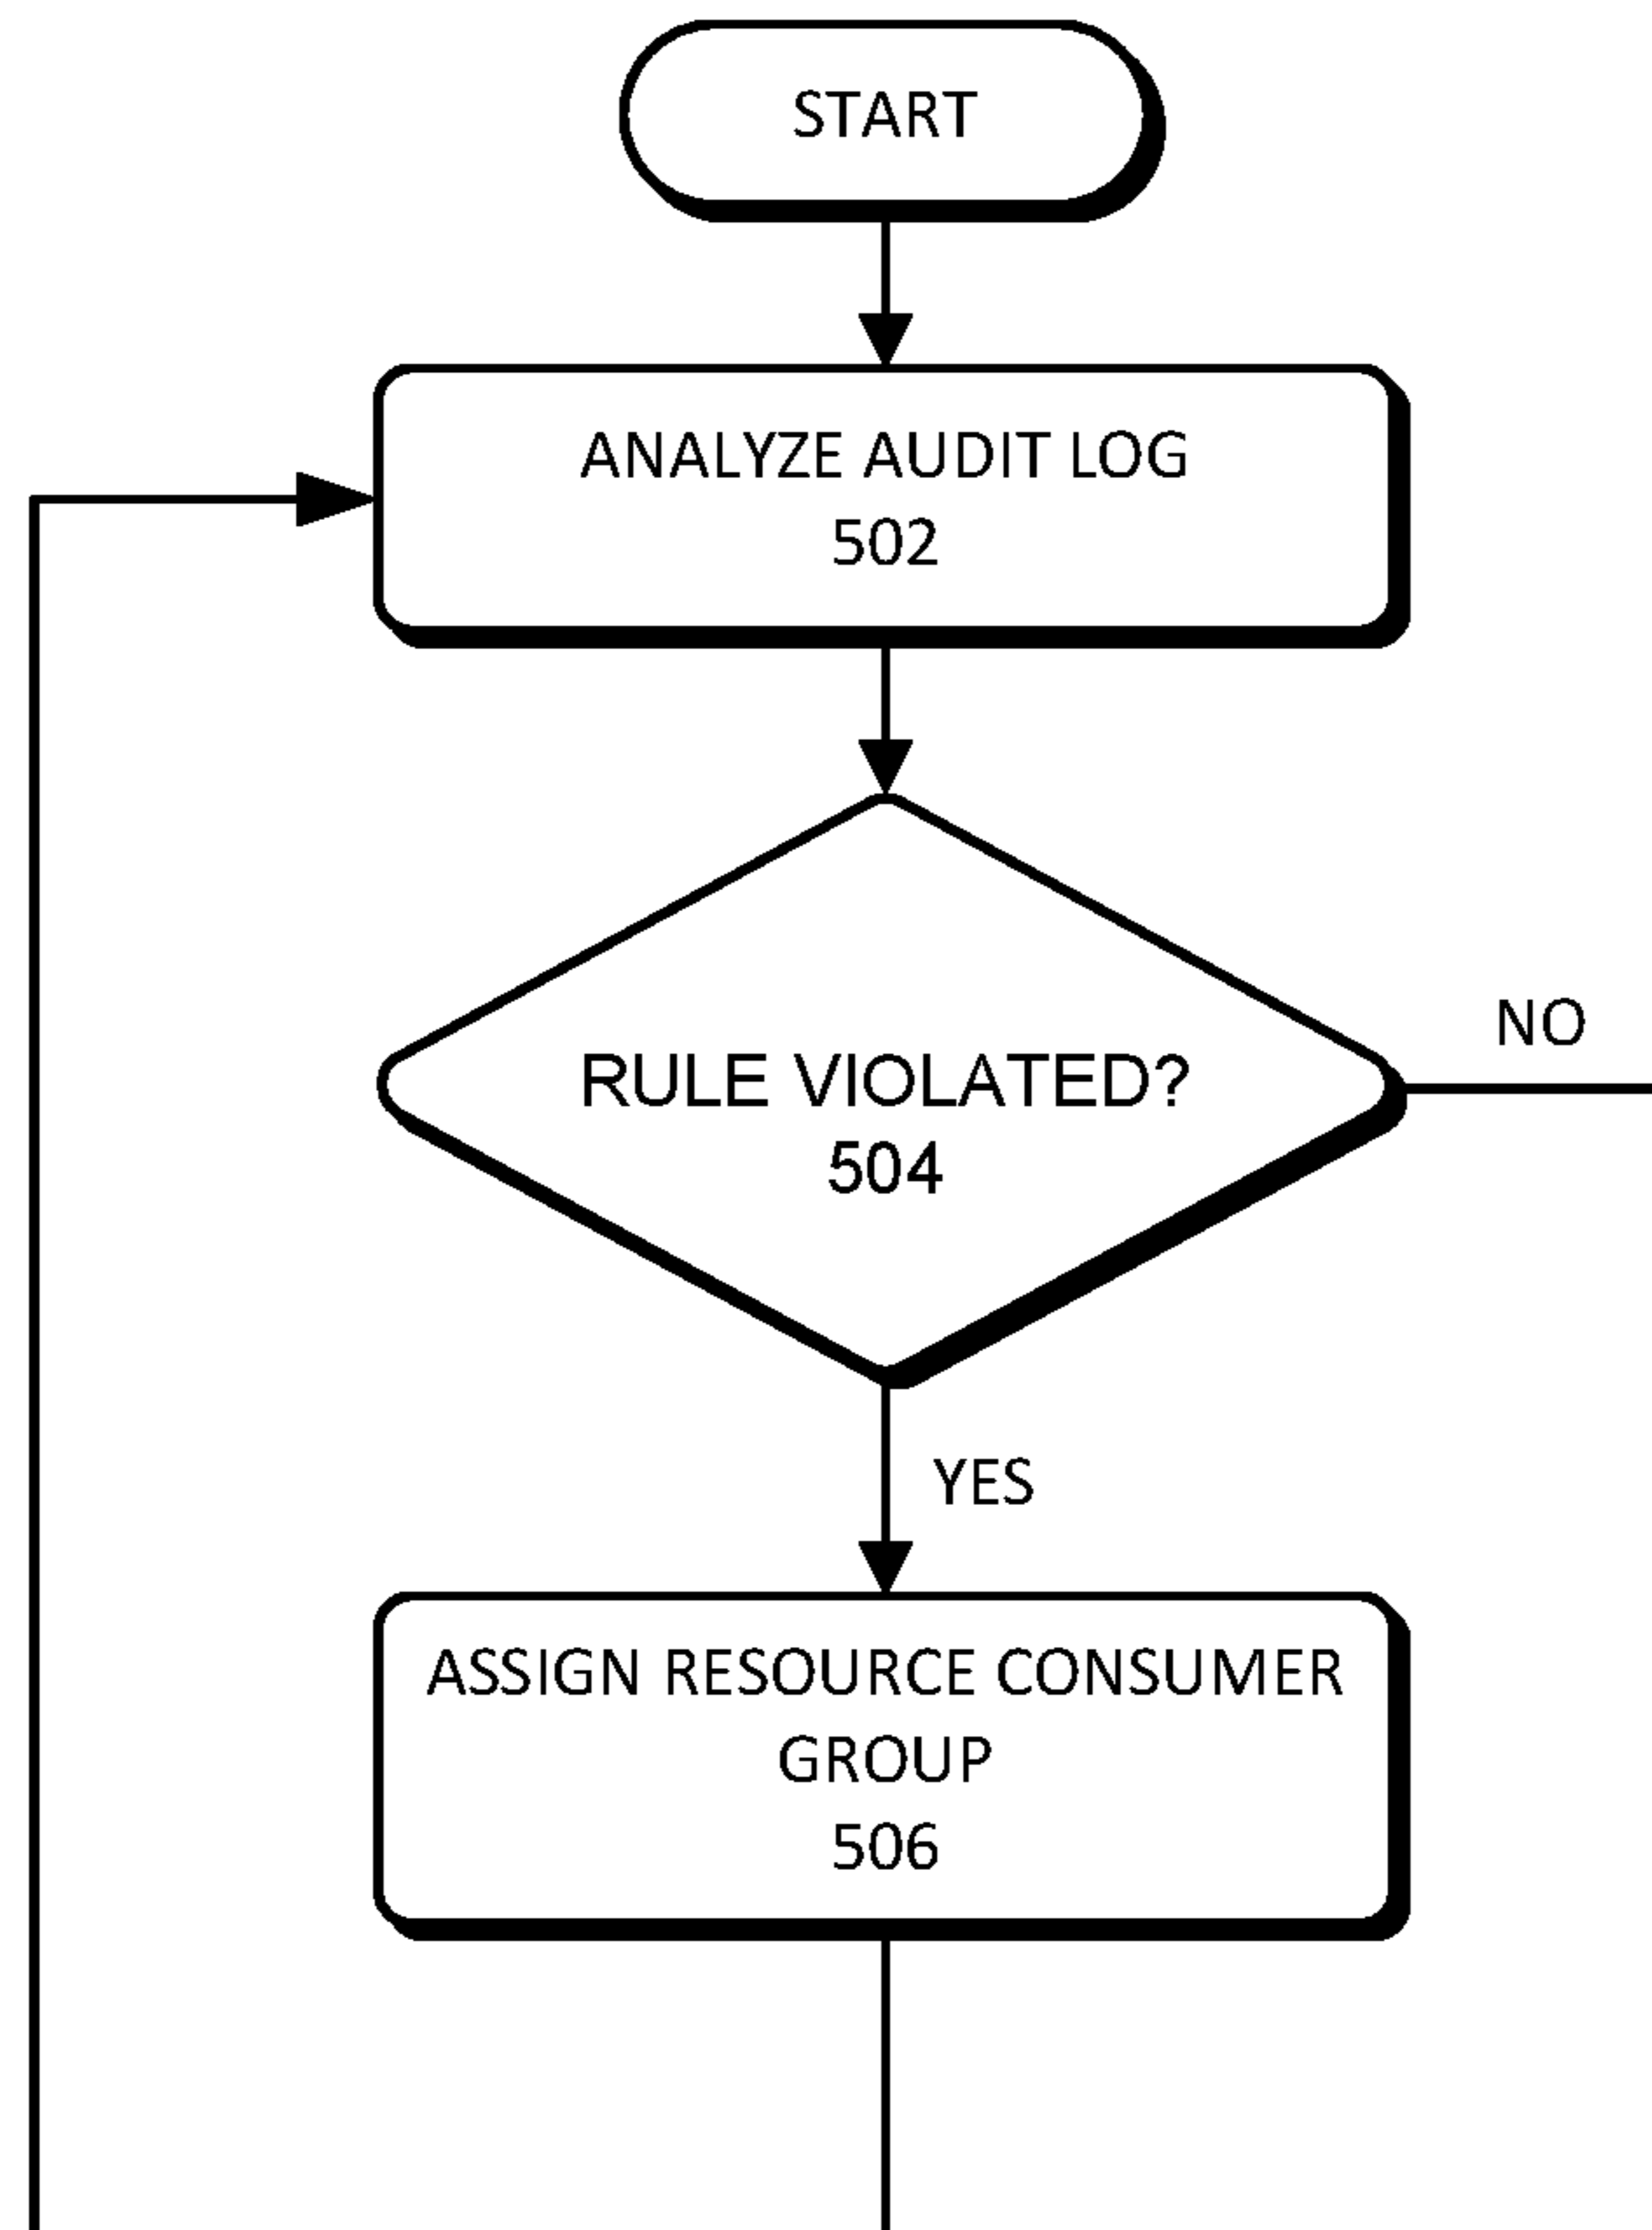 START
ANALYZE AUDIT LOG
502
RULE VIOLATED?
504
NO
YES
ASSIGN RESOURCE CONSUMER
GROUP
506